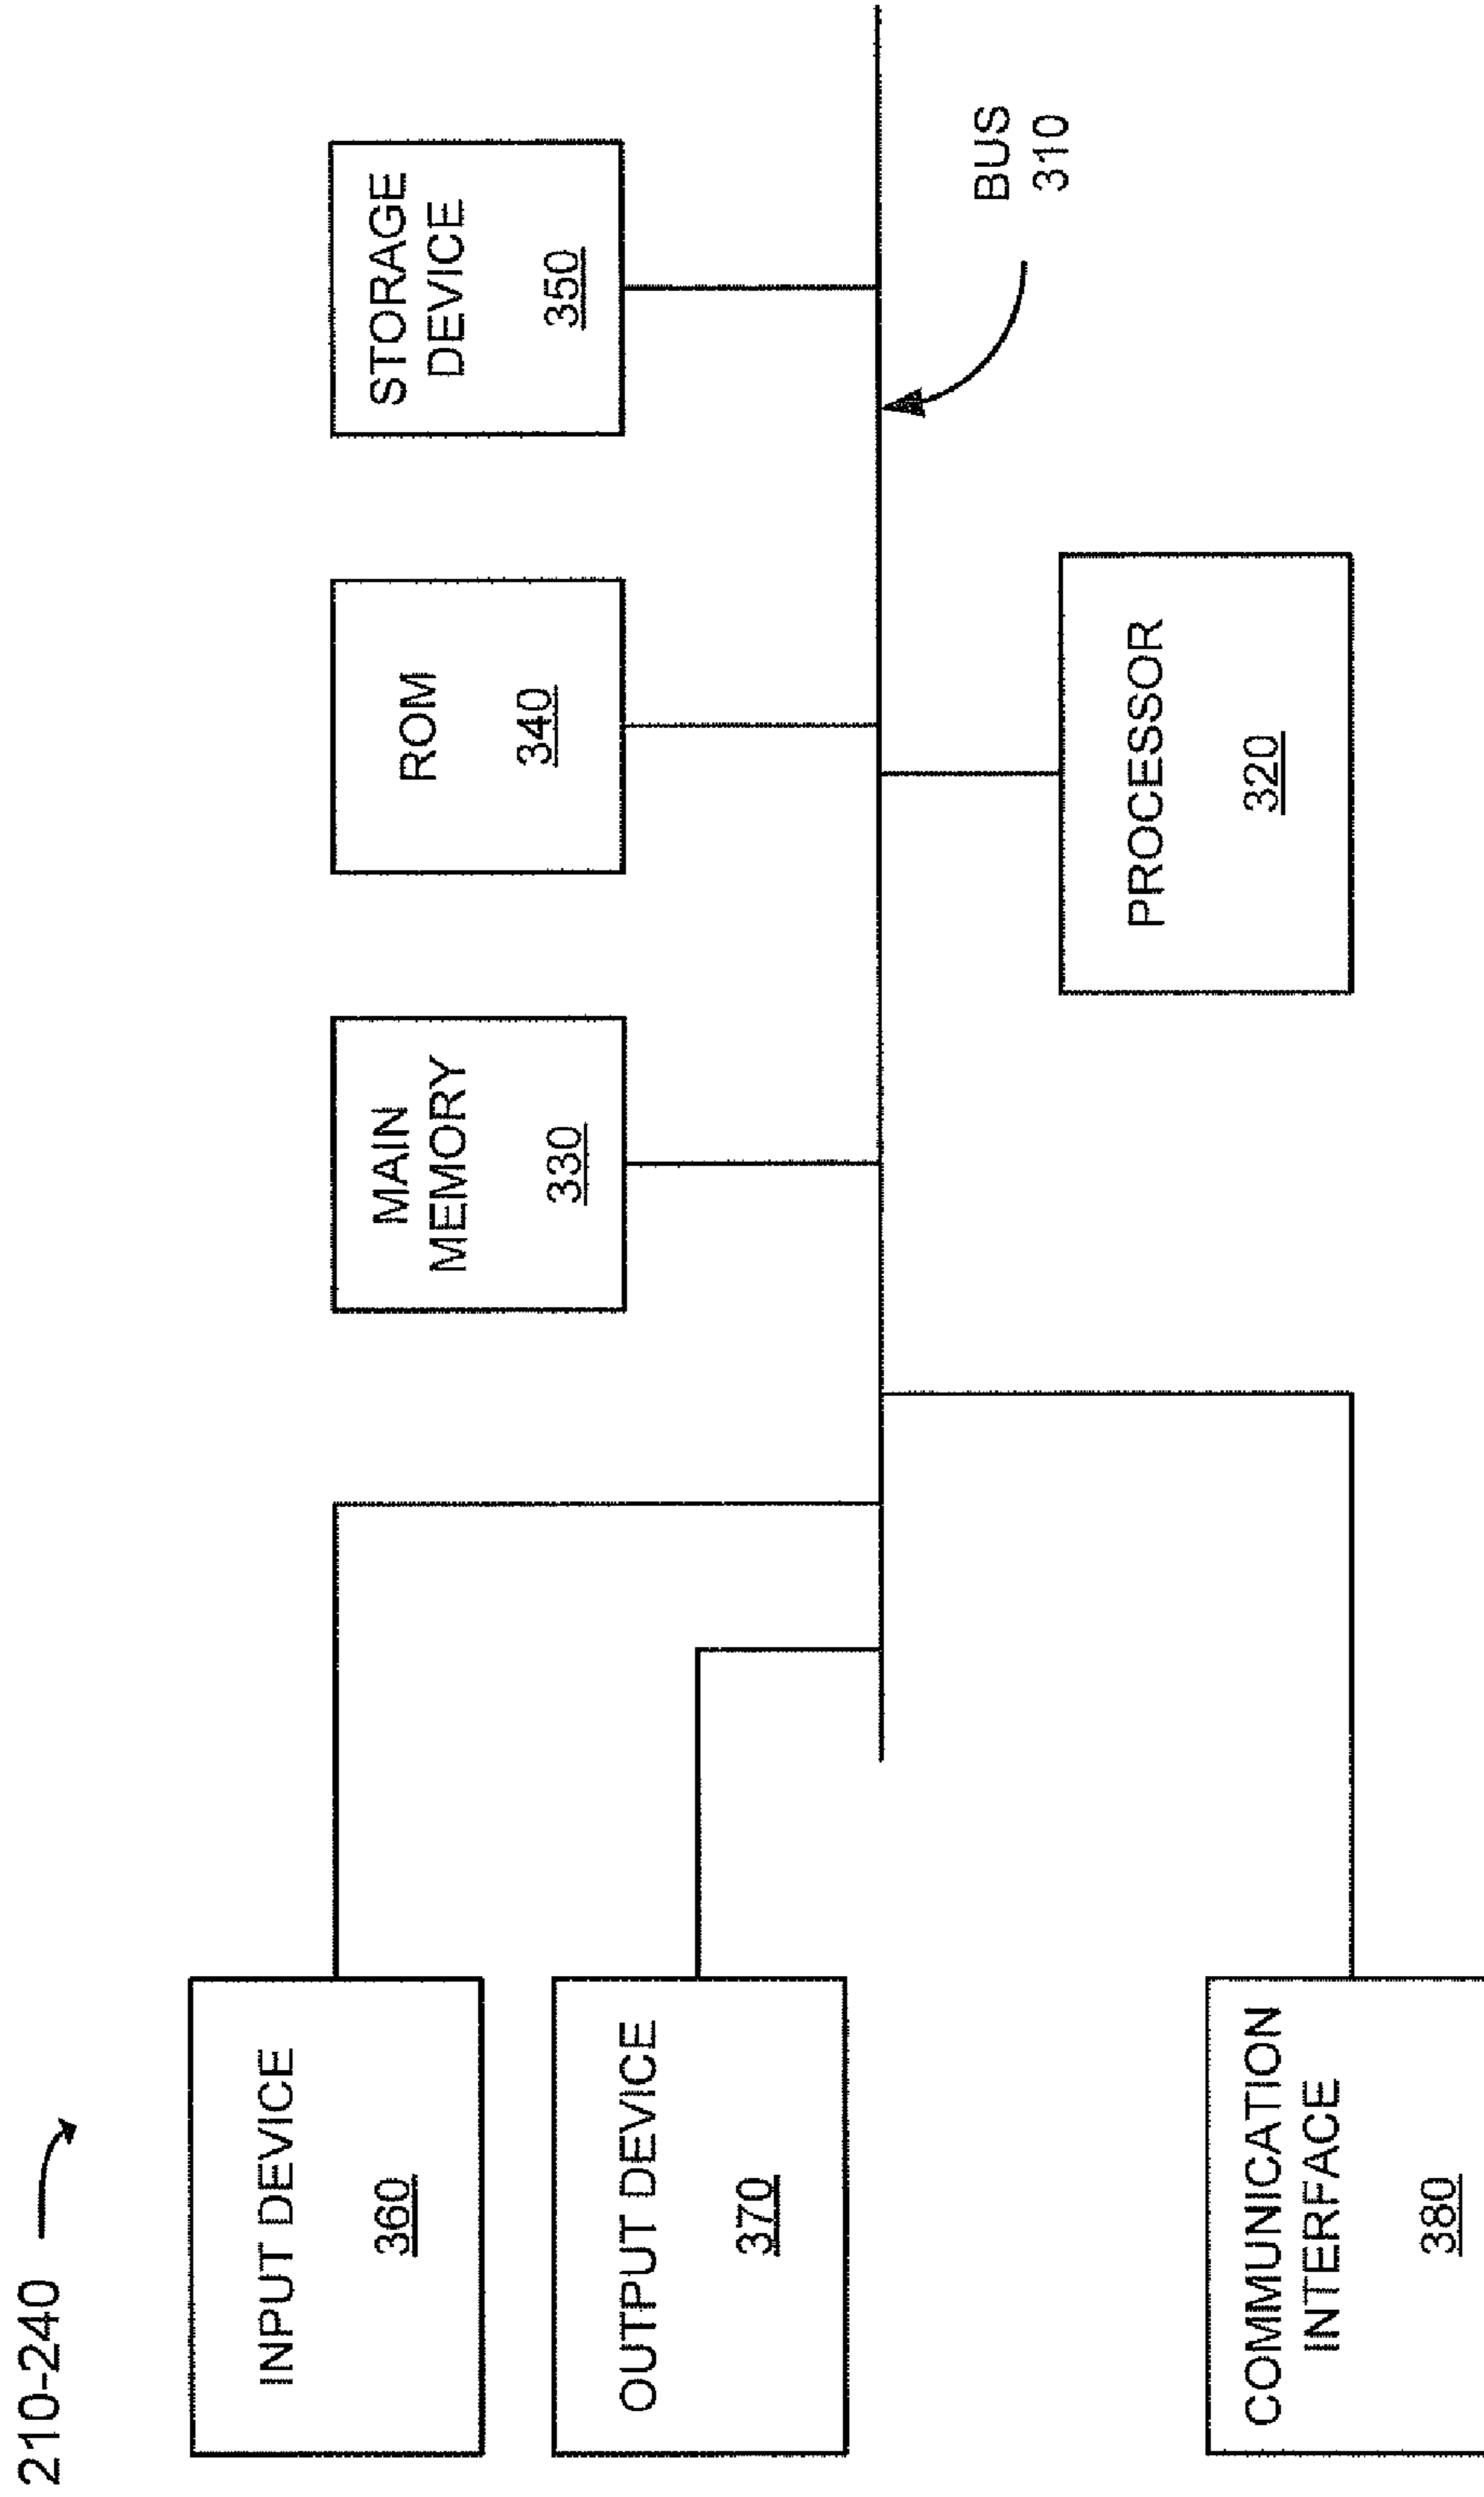 210-240
INPUT DEVICE
360
OUTPUT DEVICE
370
COMMUNICATION
INTERFACE
380
MAIN
MEMORY
330
ROM
340
STORAGE
DEVICE
350
PROCESSOR
320
BUS
310